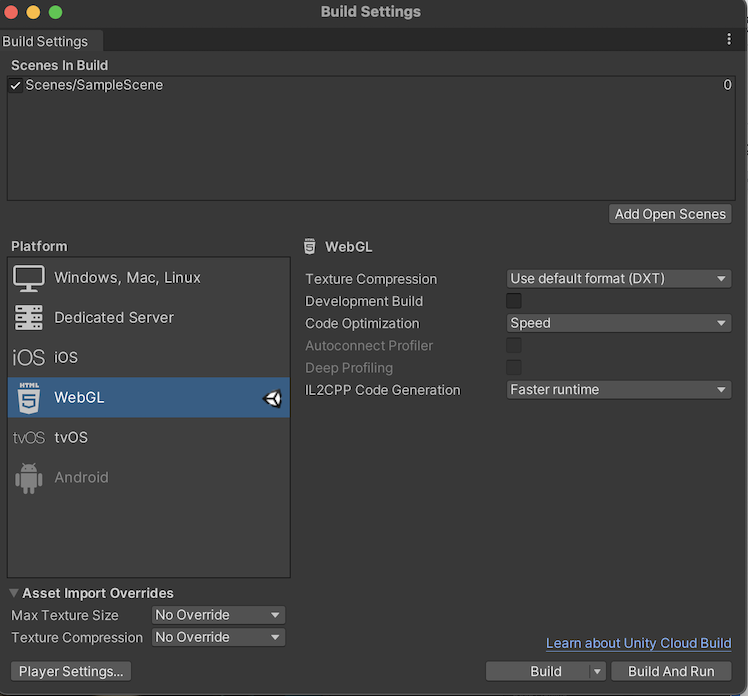 Build Settings
Build Settings
Scenes In Build
Scenes/SampleScene 0
Add Open Scenes
Platform
Windows, Mac, Linux
Dedicated Server
iOS iOS
HTML 5 WebGL
tvOS tvOS
Android
WebGL
Texture Compression Use default format (DXT)
Development Build
Code Optimization Speed
Autoconnect Profiler
Deep Profiling
IL2CPP Code Generation Faster runtime
Asset Import Overrides
Max Texture Size No Override
Texture Compression No Override
Learn about Unity Cloud Build
Player Settings... Build Build And Run